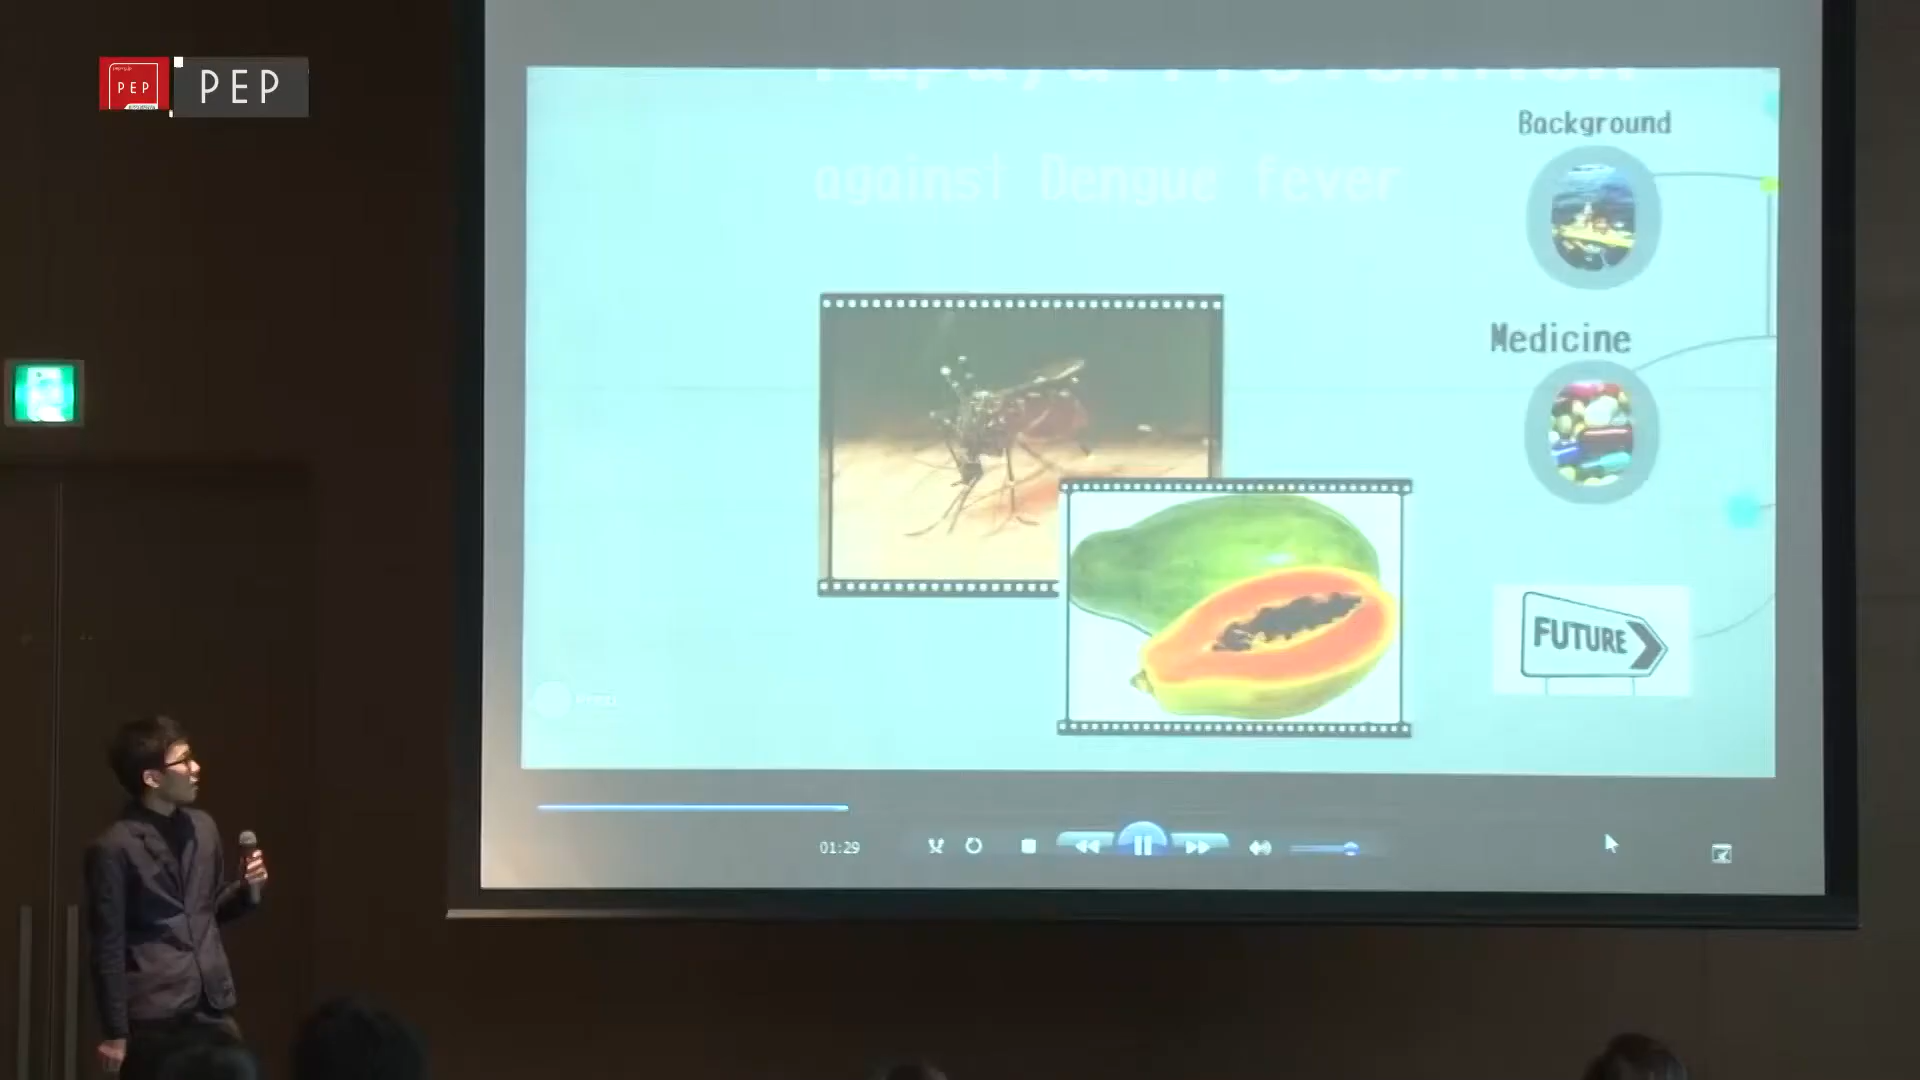 PEP
PEP
against Dengue fever
Background
Medicine
FUTURE
01:29